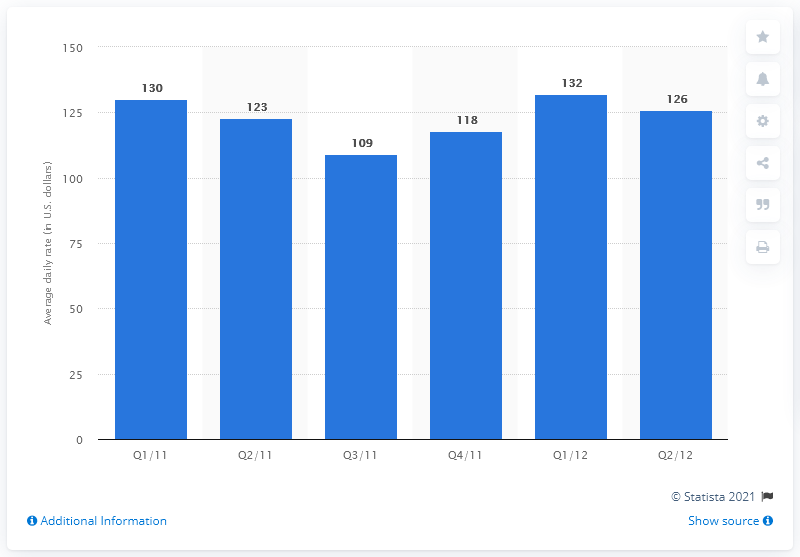 150
125
100
75
50
25
0
Average daily rate (in U.S. dollars)
130
123
109
118
132
126
Q1/11
Q2/11
Q3/11
Q4/11
Q1/12
Q2/12
© Statista 2021
Additional Information
Show source